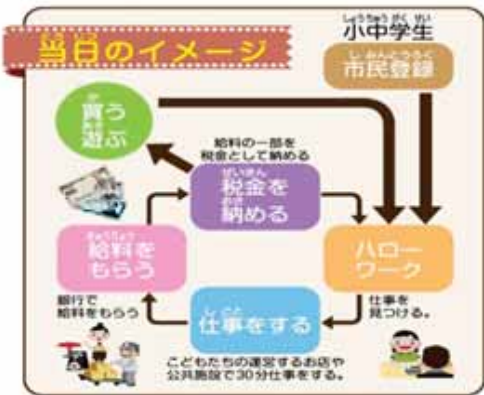 当日のイメージ
小中学生
市民登録
買う
遊ぶ
給料の一部を
税金として納める
税金を
納める
給料を
もらう
ハロー
ワーク
銀行で
給料をもらう
仕事をする
仕事を
見つける。
こどもたちの運営するお店や
公共施設で30分仕事をする。